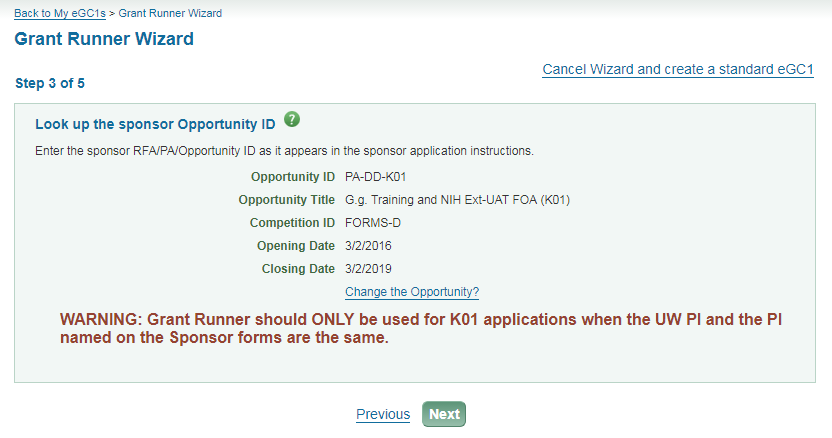 Back to My eGC1s > Grant Runner Wizard
Grant Runner Wizard
Cancel Wizard and create a standard eGC1
Step 3 of 5
Look up the sponsor Opportunity ID ?
Enter the sponsor RFA/PA/Opportunity ID as it appears in the sponsor application instructions.
Opportunity ID PA-DD-K01
Opportunity Title G.g. Training and NIH Ext-UAT FOA (K01)
Competition ID FORMS-D
Opening Date 3/2/2016
Closing Date 3/2/2019
Change the Opportunity?
WARNING: Grant Runner should ONLY be used for K01 applications when the UW PI and the PI
named on the Sponsor forms are the same.
Previous Next